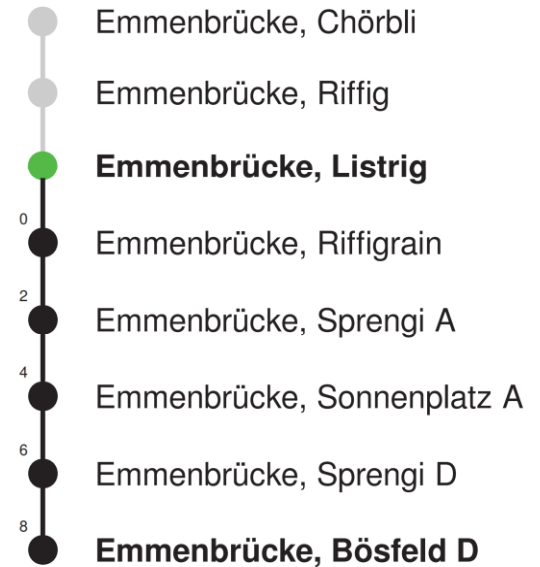 Emmenbrücke, Chörbli
Emmenbrücke, Riffig
Emmenbrücke, Listrig
0
Emmenbrücke, Riffigrain
2
Emmenbrücke, Sprengi A
4
Emmenbrücke, Sonnenplatz A
6
Emmenbrücke, Sprengi D
8
Emmenbrücke, Bösfeld D